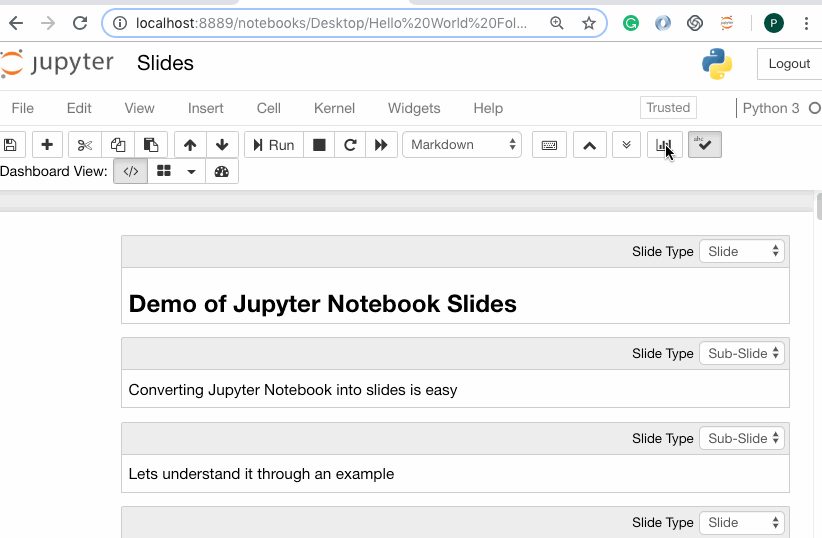 localhost:8889/notebooks/Desktop/Hello%20World%20Fol...
P
jupyter Slides
Logout
File Edit View Insert Cell Kernel Widgets Help
Trusted
Python 3
Run
Markdown
abc
Dashboard View:
</>
Slide Type Slide
Demo of Jupyter Notebook Slides
Slide Type Sub-Slide
Converting Jupyter Notebook into slides is easy
Slide Type Sub-Slide
Lets understand it through an example
Slide Type Slide